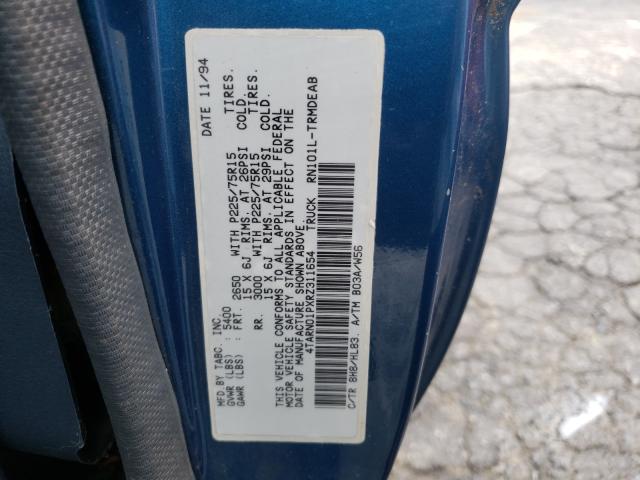 MFD. BY TABC, INC. DATE 11/94
GVWR (LBS) : 5400
GAWR (LBS) : FRT. 2650 WITH P225/75R15 TIRES.
15 X 6J RIMS. AT 26PSI COLD.
RR. 3000 WITH P225/75R15 TIRES.
15 X 6J RIMS. AT 29PSI COLD.
THIS VEHICLE CONFORMS TO ALL APPLICABLE FEDERAL
MOTOR VEHICLE SAFETY STANDARDS IN EFFECT ON THE
DATE OF MANUFACTURE SHOWN ABOVE.
4TARN01PXRZ311654 TRUCK RN101L-TRMDEAB
C/TR 8H8/HL83. A/TM B03A/W56